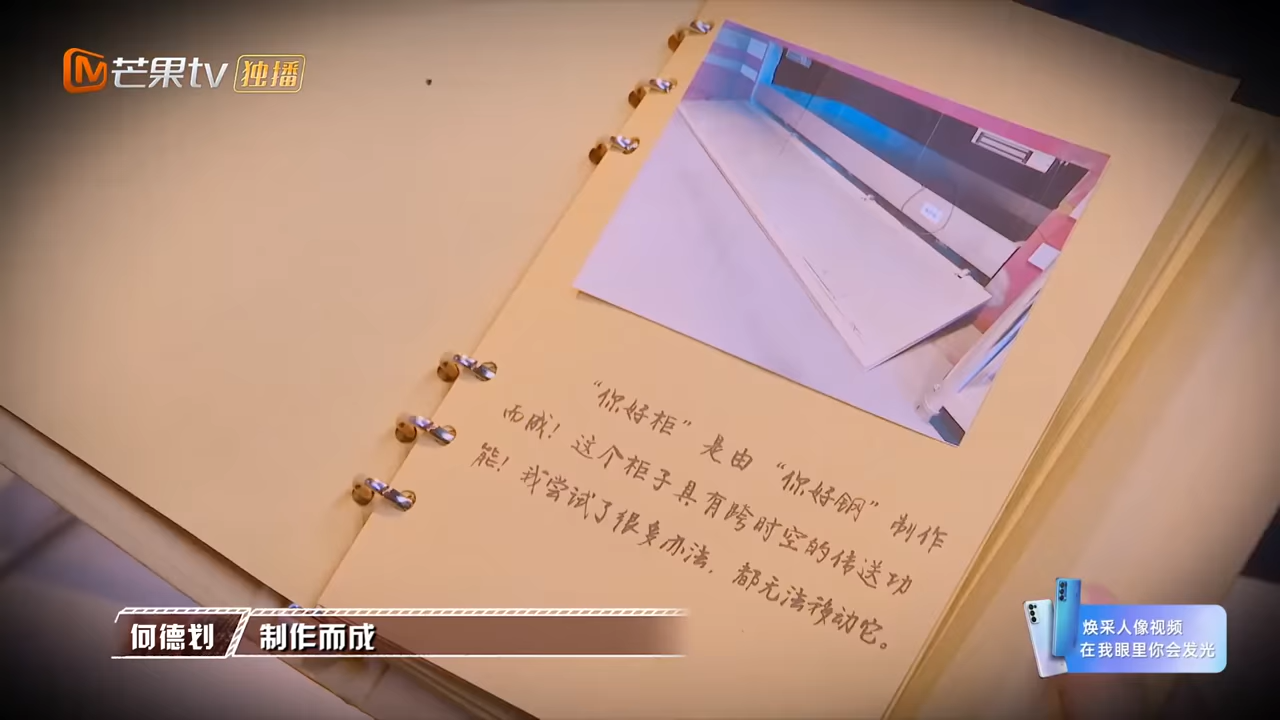 芒果tv 独播
“你好柜”是由“你好钢”制作
而成！这个柜子具有跨时空的传送功
能！我尝试了很多办法，都无法移动它。
何德划 制作而成
焕采人像视频
在我眼里你会发光